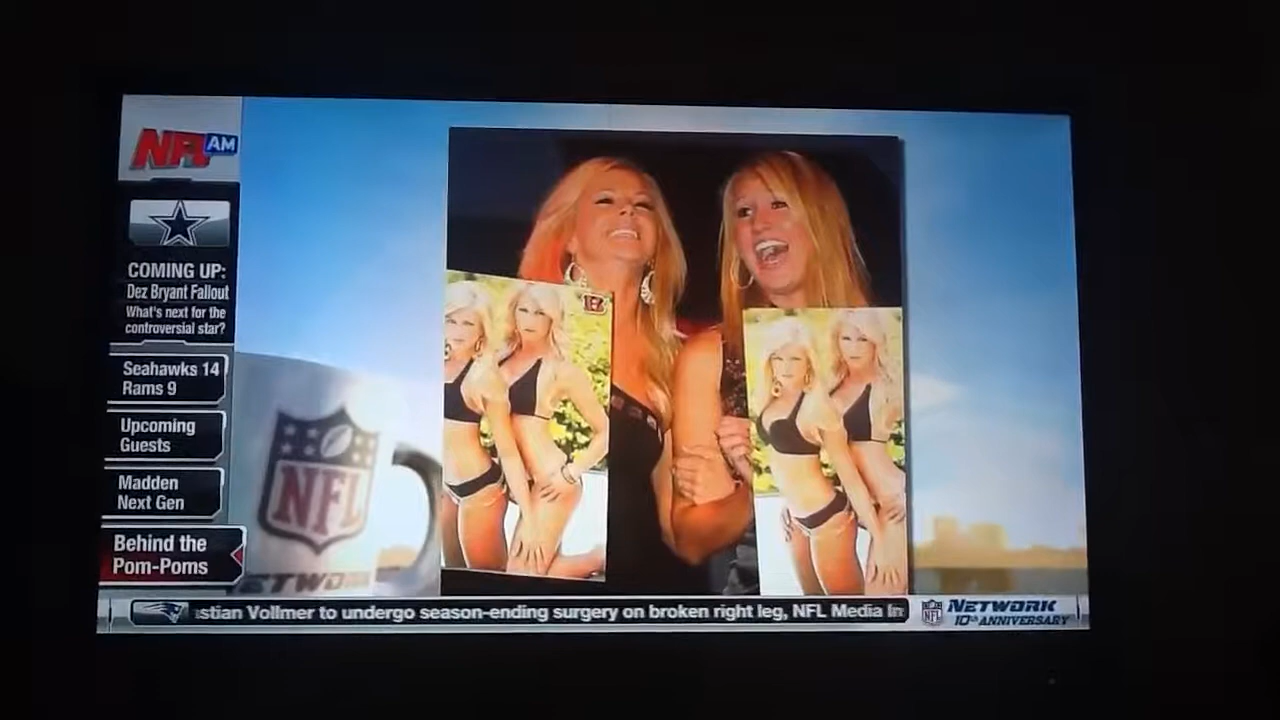 NFL AM
COMING UP:
Dez Bryant Fallout
What's next for the
controversial star?
Seahawks 14
Rams 9
Upcoming
Guests
Madden
Next Gen
Behind the
Pom-Poms
NFL
NETWORK
stian Vollmer to undergo season-ending surgery on broken right leg, NFL Media In
NFL NETWORK
10th ANNIVERSARY